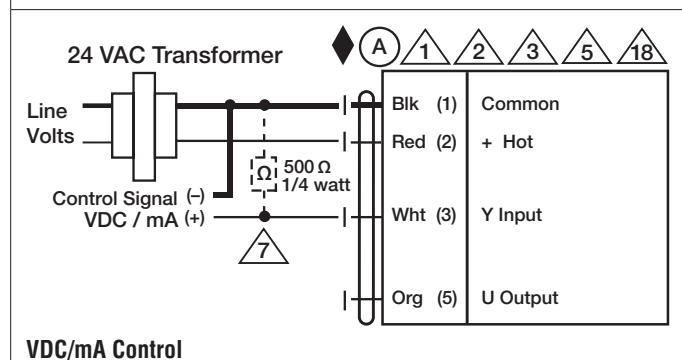 24 VAC Transformer
A 1 2 3 5 18
Line
Volts
Blk (1) Common
Red (2) + Hot
Ω 500 Ω
1/4 watt
Control Signal (–)
VDC / mA (+)
Wht (3) Y Input
7
Org (5) U Output
VDC/mA Control